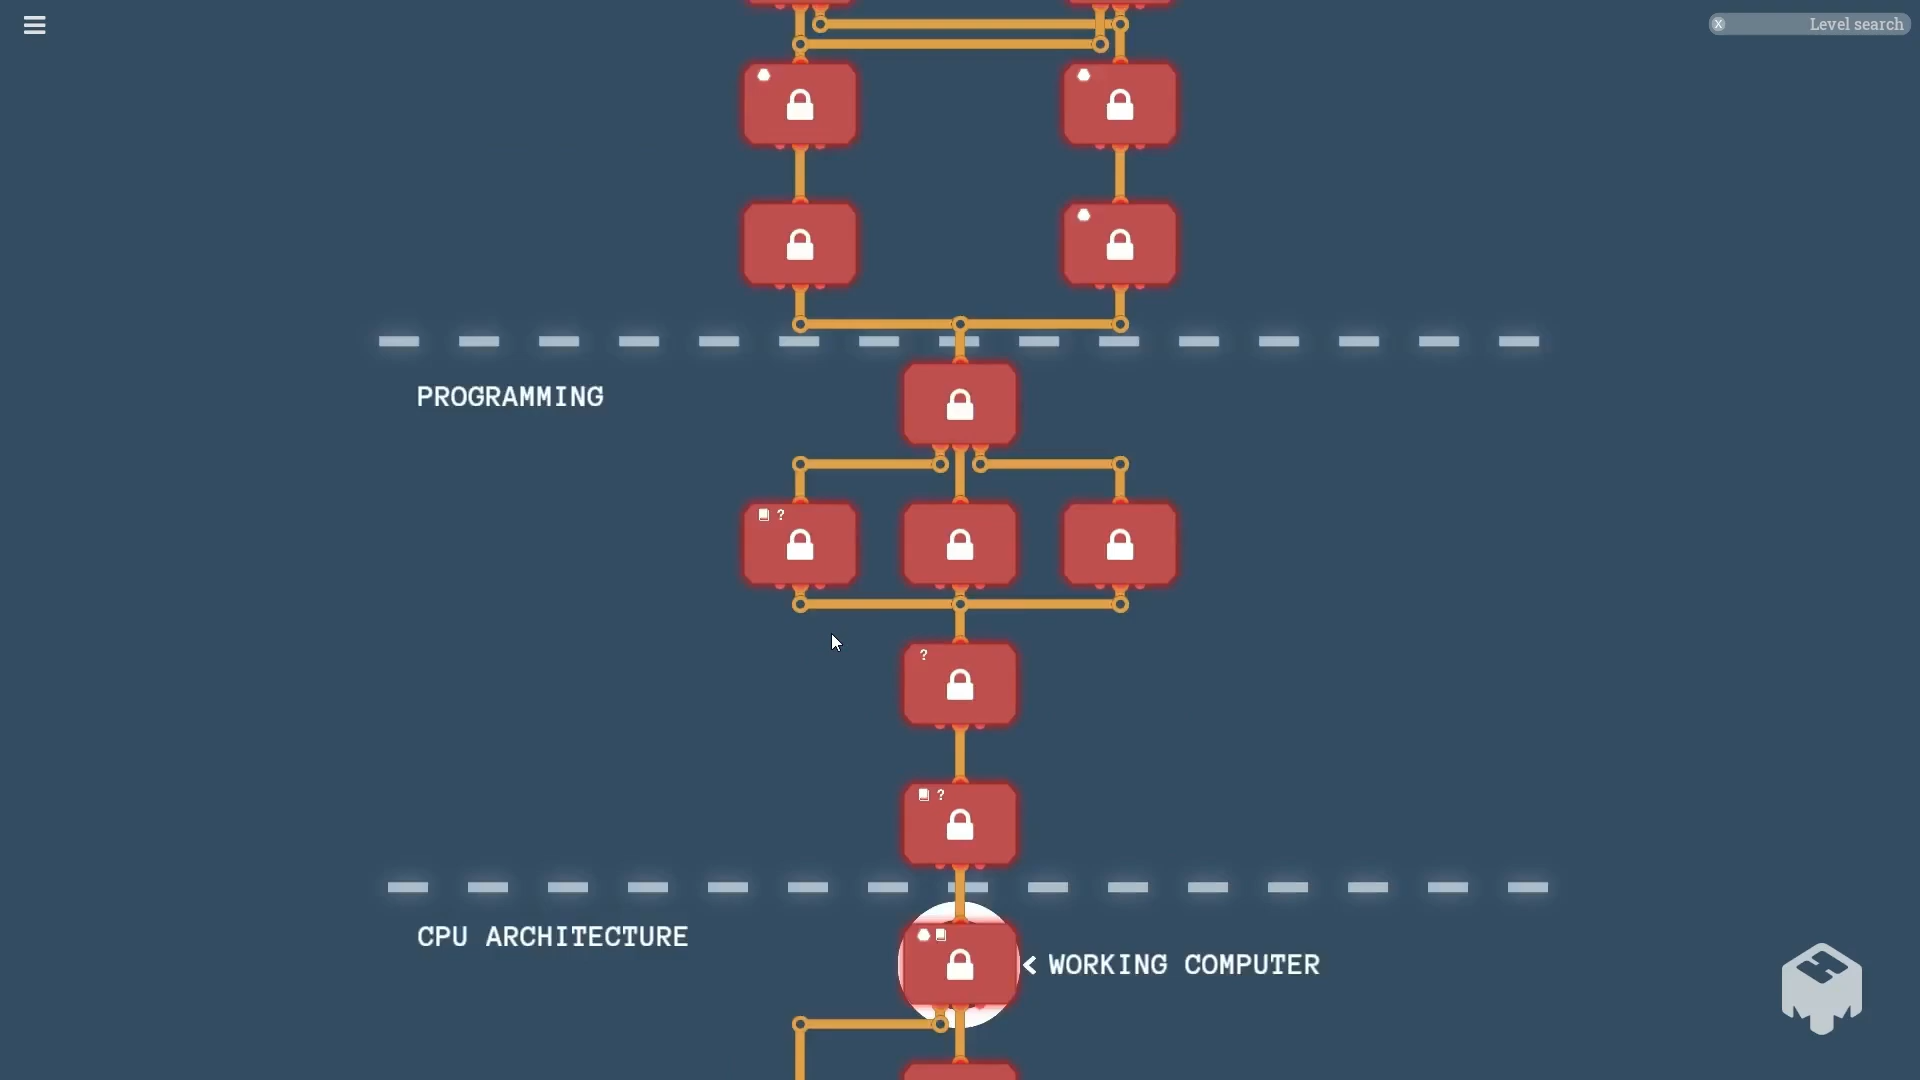 Level search
PROGRAMMING
?
?
?
CPU ARCHITECTURE
< WORKING COMPUTER